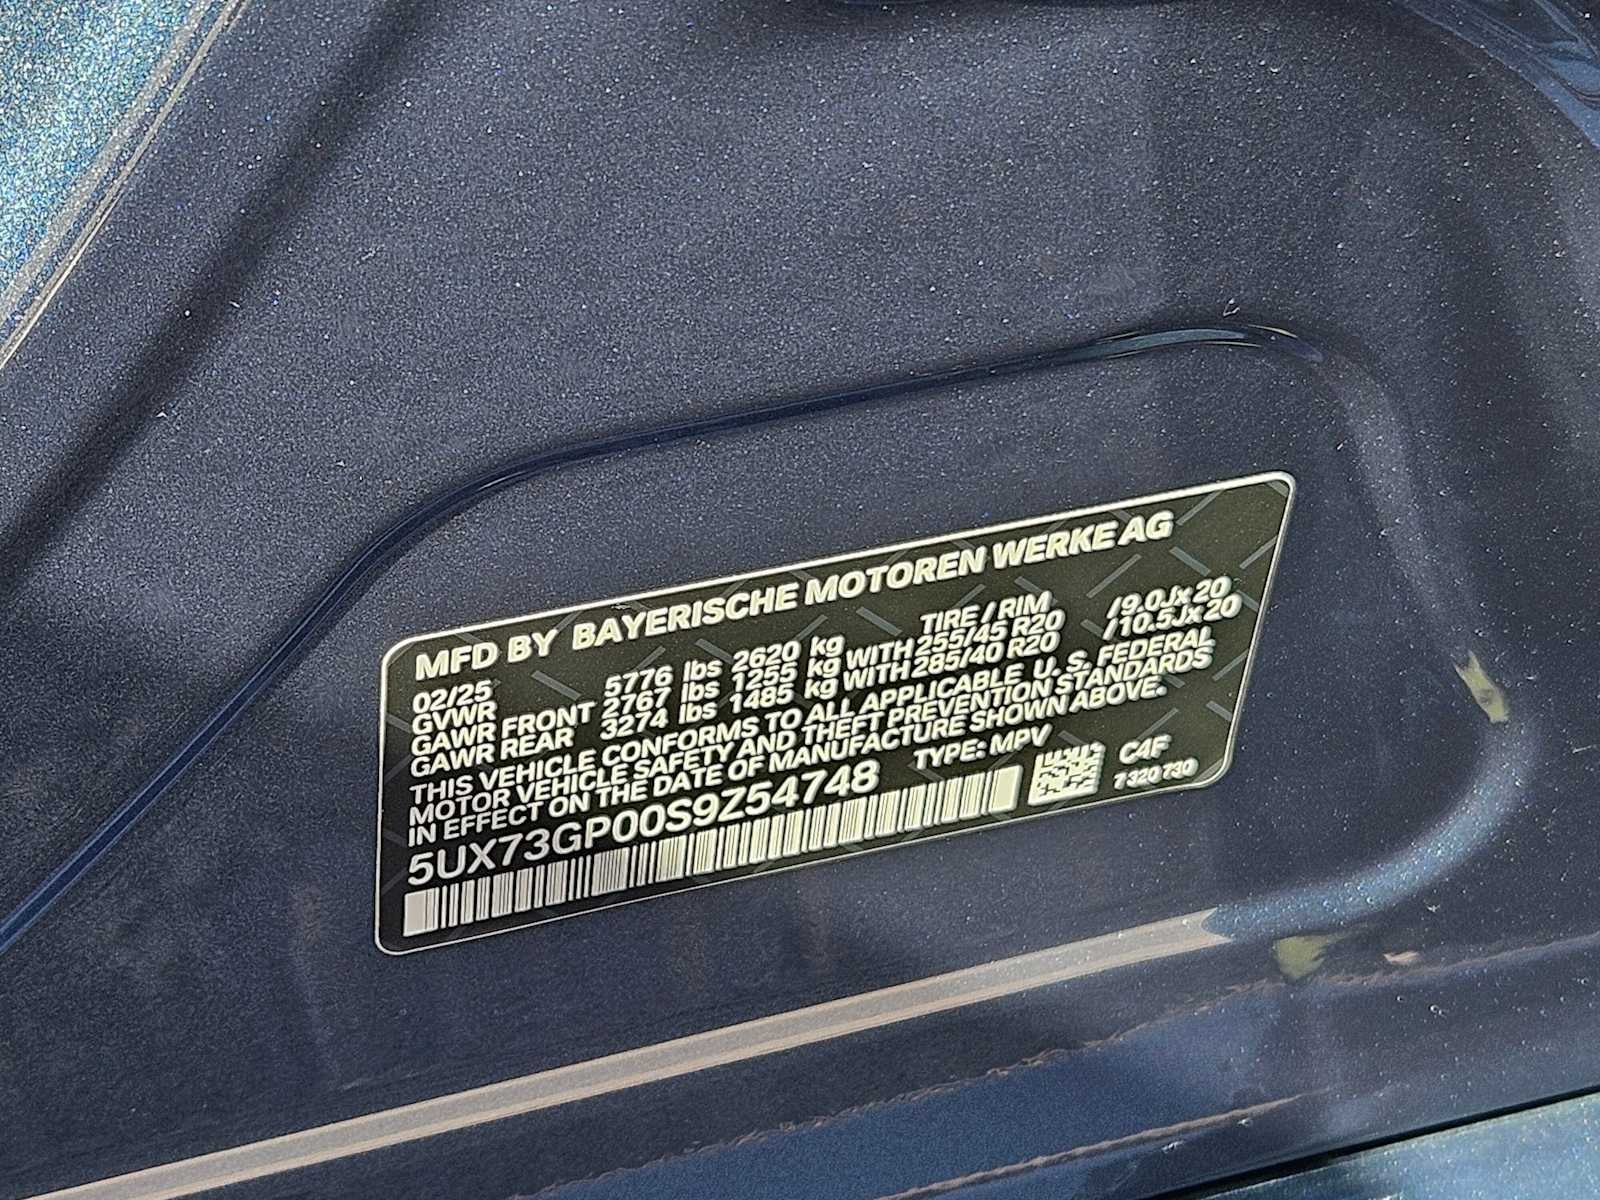 MFD BY BAYERISCHE MOTOREN WERKE AG
02/25 TIRE / RIM
GVWR 5776 lbs 2620 kg
GAWR FRONT 2767 lbs 1255 kg WITH 255/45 R20 /9.0Jx20
GAWR REAR 3274 lbs 1485 kg WITH 285/40 R20 /10.5Jx20
THIS VEHICLE CONFORMS TO ALL APPLICABLE U. S. FEDERAL
MOTOR VEHICLE SAFETY AND THEFT PREVENTION STANDARDS
IN EFFECT ON THE DATE OF MANUFACTURE SHOWN ABOVE.
5UX73GP00S9Z54748 TYPE: MPV
C4F
7 320 730